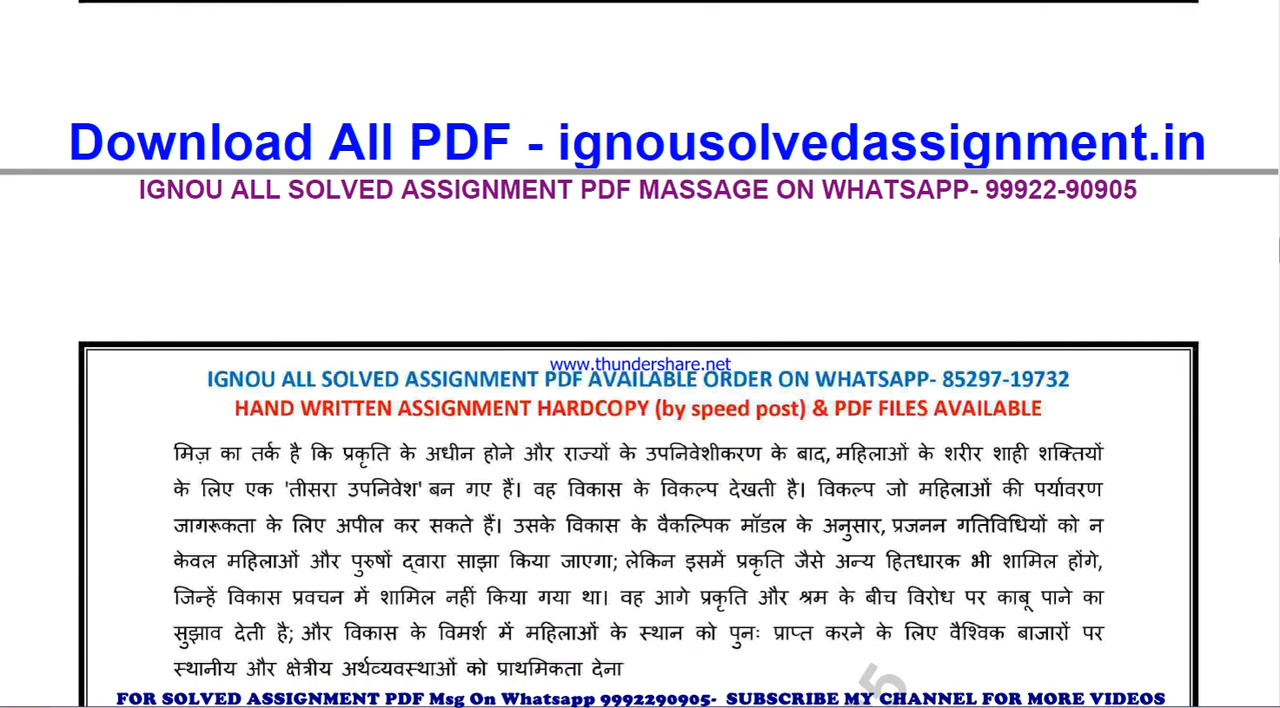 Download All PDF - ignousolvedassignment.in
IGNOU ALL SOLVED ASSIGNMENT PDF MASSAGE ON WHATSAPP- 99922-90905
www.thundershare.net
IGNOU ALL SOLVED ASSIGNMENT PDF AVAILABLE ORDER ON WHATSAPP- 85297-19732
HAND WRITTEN ASSIGNMENT HARDCOPY (by speed post) & PDF FILES AVAILABLE
मिज़ का तर्क है कि प्रकृति के अधीन होने और राज्यों के उपनिवेशीकरण के बाद, महिलाओं के शरीर शाही शक्तियों
के लिए एक 'तीसरा उपनिवेश' बन गए हैं। वह विकास के विकल्प देखती है। विकल्प जो महिलाओं की पर्यावरण
जागरूकता के लिए अपील कर सकते हैं। उसके विकास के वैकल्पिक मॉडल के अनुसार, प्रजनन गतिविधियों को न
केवल महिलाओं और पुरुषों द्वारा साझा किया जाएगा; लेकिन इसमें प्रकृति जैसे अन्य हितधारक भी शामिल होंगे,
जिन्हें विकास प्रवचन में शामिल नहीं किया गया था। वह आगे प्रकृति और श्रम के बीच विरोध पर काबू पाने का
सुझाव देती है; और विकास के विमर्श में महिलाओं के स्थान को पुनः प्राप्त करने के लिए वैश्विक बाजारों पर
स्थानीय और क्षेत्रीय अर्थव्यवस्थाओं को प्राथमिकता देना
5
FOR SOLVED ASSIGNMENT PDF Msg On Whatsapp 9992290905- SUBSCRIBE MY CHANNEL FOR MORE VIDEOS